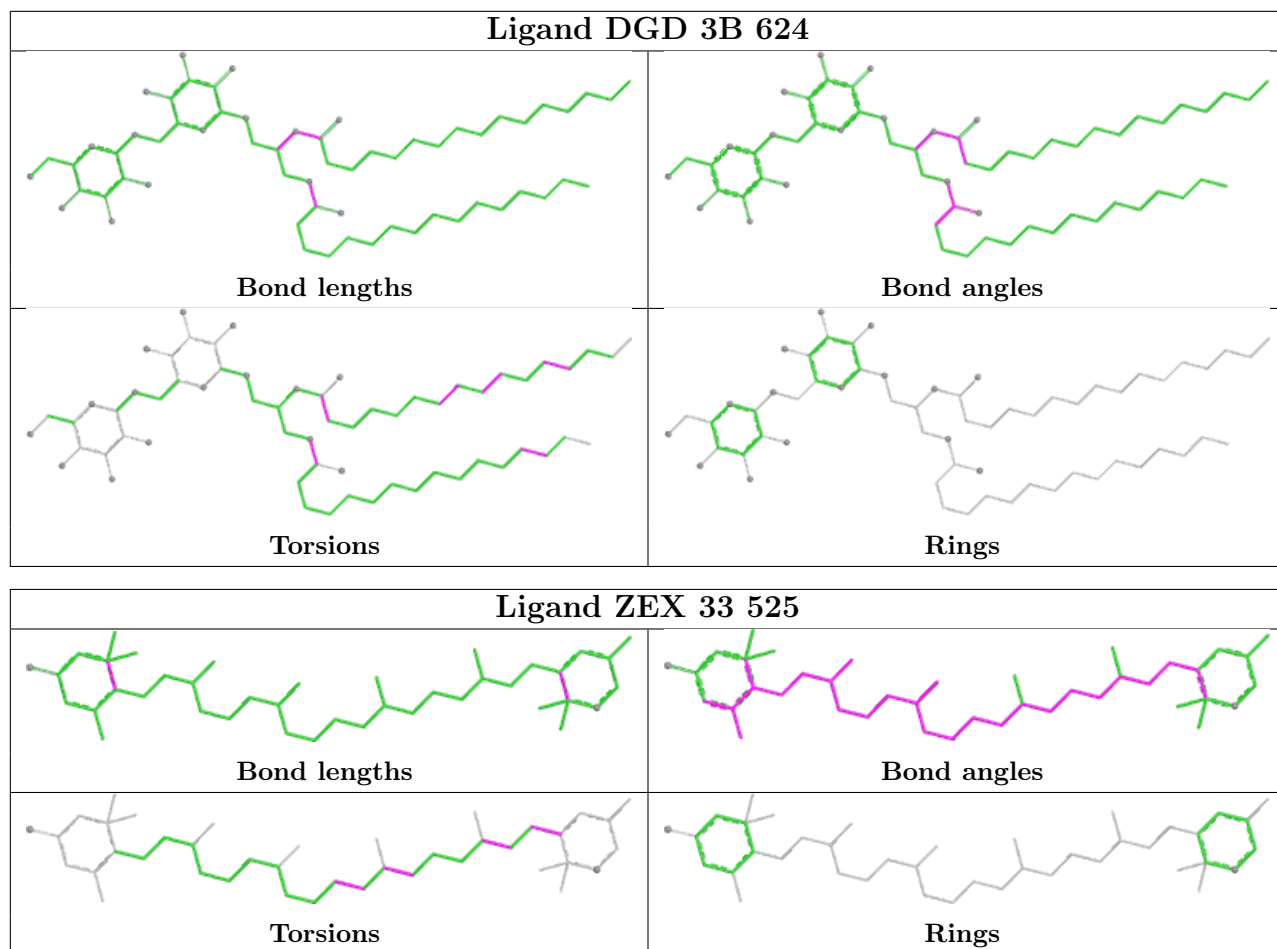 Ligand DGD 3B 624
Bond lengths Bond angles
Torsions Rings
Ligand ZEX 33 525
Bond lengths Bond angles
Torsions Rings